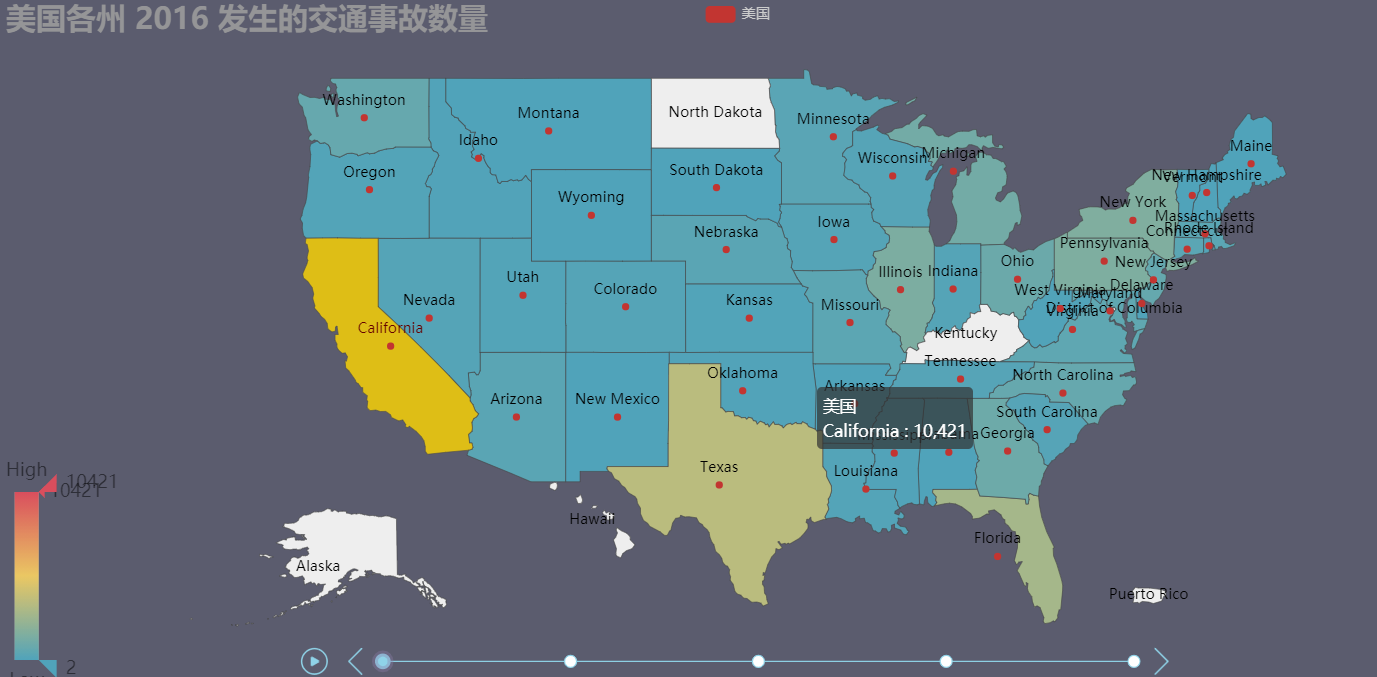 美国各州 2016 发生的交通事故数量
美国
Washington
Montana
North Dakota
Minnesota
Idaho
Oregon
South Dakota
Wisconsin
Michigan
Maine
New Hampshire
Vermont
Wyoming
New York
Massachusetts
Rhode Island
Connecticut
Nebraska
Iowa
Pennsylvania
Illinois
Indiana
Ohio
New Jersey
Utah
Colorado
Nevada
Kansas
Missouri
West Virginia
Delaware
Maryland
District of Columbia
Virginia
California
Kentucky
Tennessee
Oklahoma
Arkansas
North Carolina
Arizona
New Mexico
South Carolina
美国
California : 10,421
Georgia
Texas
Louisiana
High
10421
10421
Hawaii
Florida
Alaska
Puerto Rico
2